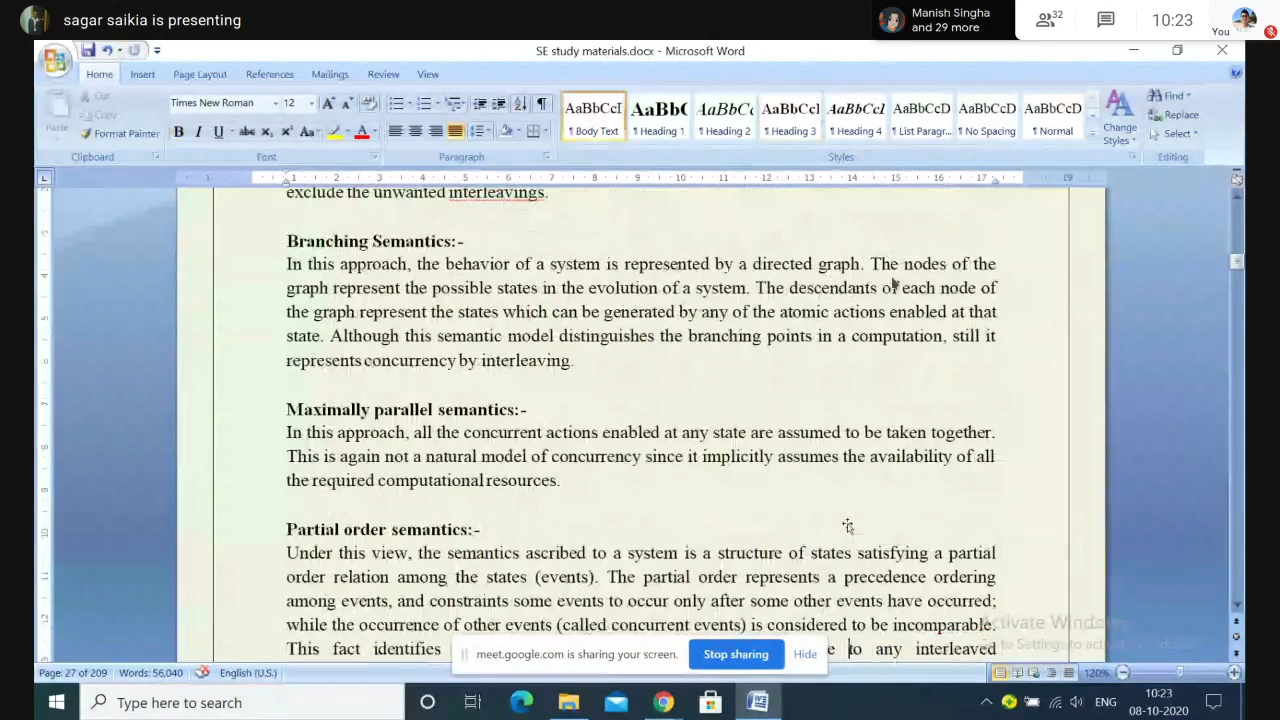 sagar saikia is presenting
Manish Singha
and 29 more
32
10:23
You
SE study materials.docx - Microsoft Word
Home Insert Page Layout References Mailings Review View
Cut
Copy
Paste
Format Painter
Times New Roman 12
AaBbCcI AaBbC AaBbCc AaBbCcI AaBbCcI AaBbCcD AaBbCcD AaBbCcD
¶ Body Text ¶ Heading 1 ¶ Heading 2 ¶ Heading 3 ¶ Heading 4 ¶ List Paragr... ¶ No Spacing ¶ Normal
Change
Styles
Find
Replace
Select
Clipboard Font Paragraph Styles Editing
exclude the unwanted interleavings.
Branching Semantics:-
In this approach, the behavior of a system is represented by a directed graph. The nodes of the
graph represent the possible states in the evolution of a system. The descendants of each node of
the graph represent the states which can be generated by any of the atomic actions enabled at that
state. Although this semantic model distinguishes the branching points in a computation, still it
represents concurrency by interleaving.
Maximally parallel semantics:-
In this approach, all the concurrent actions enabled at any state are assumed to be taken together.
This is again not a natural model of concurrency since it implicitly assumes the availability of all
the required computational resources.
Partial order semantics:-
Under this view, the semantics ascribed to a system is a structure of states satisfying a partial
order relation among the states (events). The partial order represents a precedence ordering
among events, and constraints some events to occur only after some other events have occurred;
while the occurrence of other events (called concurrent events) is considered to be incomparable.
This fact identifies to any interleaved
Activate Windows
meet.google.com is sharing your screen. Stop sharing Hide
Page: 27 of 209 Words: 56,040 English (U.S.) 120%
Type here to search
ENG
10:23
08-10-2020